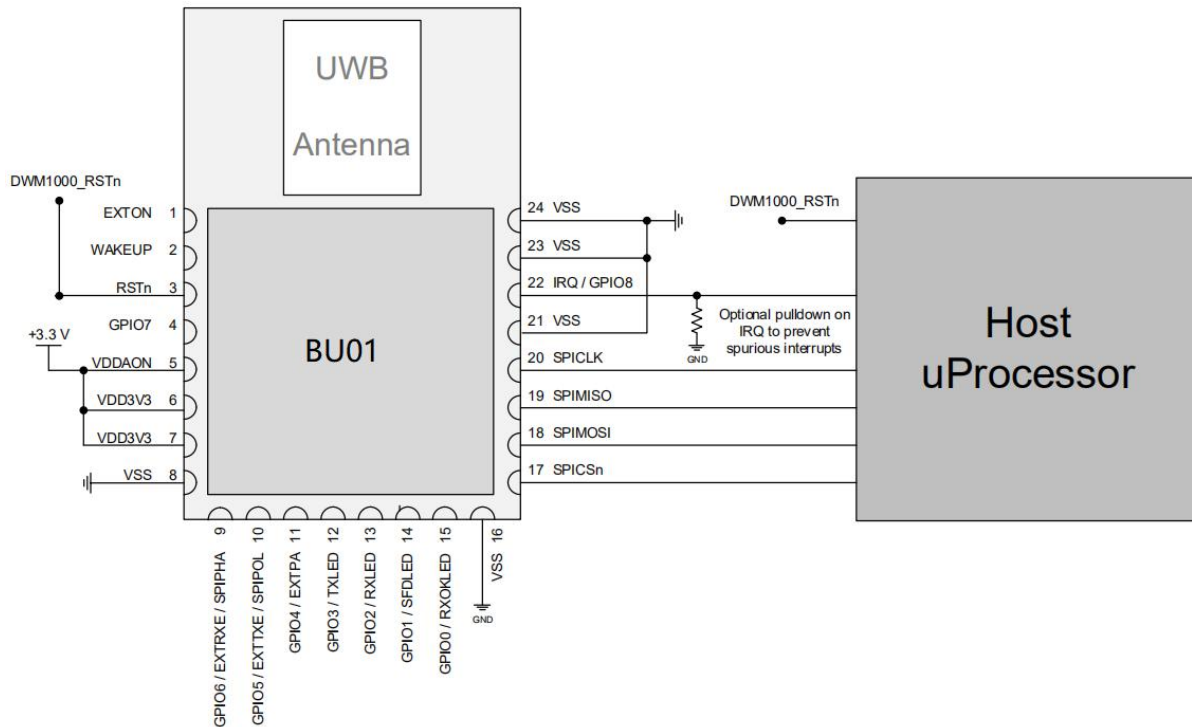 UWB
Antenna
DWM1000_RSTn
EXTON 1
WAKEUP 2
RSTn 3
GPIO7 4
+3.3 V
VDDAON 5
VDD3V3 6
VDD3V3 7
VSS 8
BU01
24 VSS
23 VSS
22 IRQ / GPIO8
21 VSS
20 SPICLK
19 SPIMISO
18 SPIMOSI
17 SPICSn
Optional pulldown on
IRQ to prevent
spurious interrupts
GND
DWM1000_RSTn
Host
uProcessor
GPIO6 / EXTRXE / SPIPHA 9
GPIO5 / EXTTXE / SPIPOL 10
GPIO4 / EXTPA 11
GPIO3 / TXLED 12
GPIO2 / RXLED 13
GPIO1 / SFDLED 14
GPIO0 / RXOKLED 15
VSS 16
GND